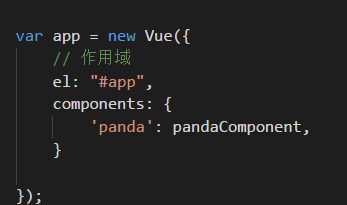 var app = new Vue({
    // 作用域
    el: "#app",
    components: {
        'panda': pandaComponent,
    }
});